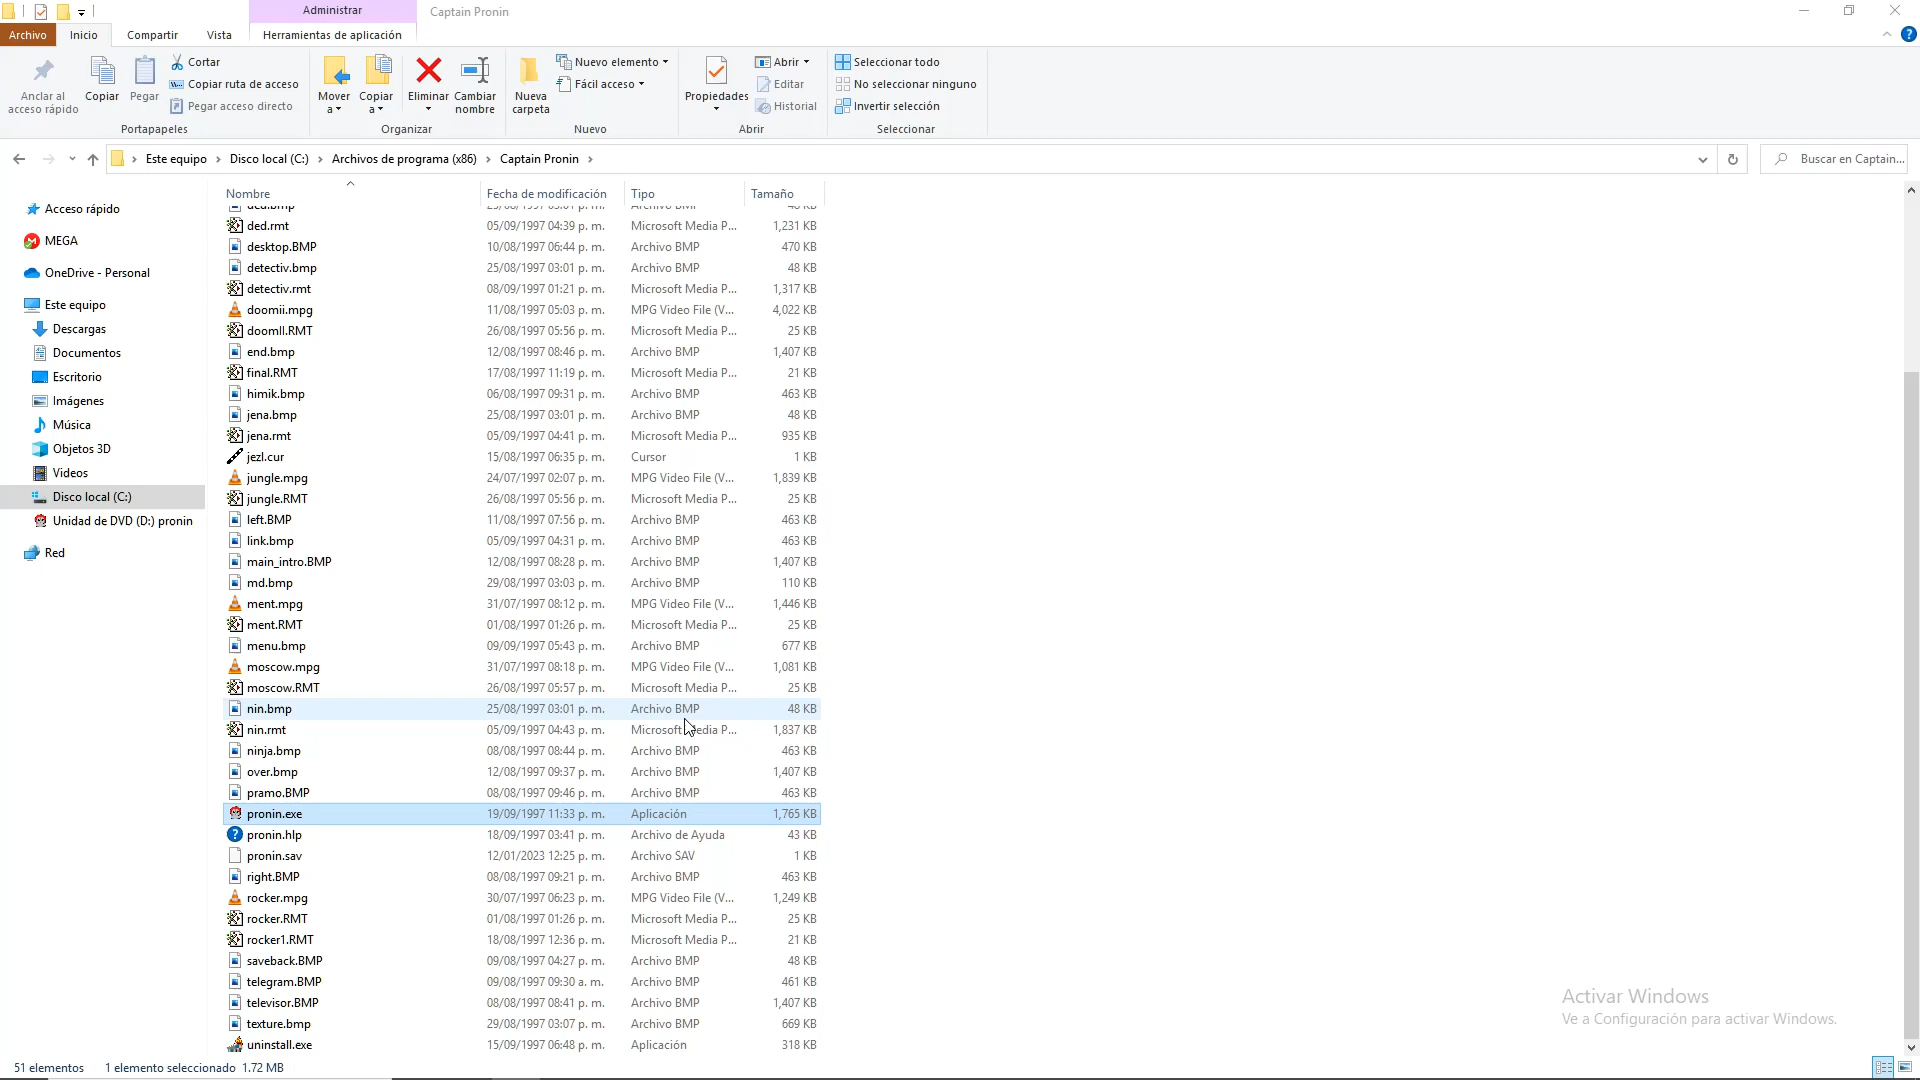 Administrar
Captain Pronin
Archivo
Inicio
Compartir
Vista
Herramientas de aplicación
Anclar al
acceso rápido
Copiar
Pegar
Cortar
Copiar ruta de acceso
Pegar acceso directo
Portapapeles
Mover
a
Copiar
a
Eliminar
Cambiar
nombre
Organizar
Nueva
carpeta
Nuevo elemento
Fácil acceso
Nuevo
Propiedades
Abrir
Editar
Historial
Abrir
Seleccionar todo
No seleccionar ninguno
Invertir selección
Seleccionar
Este equipo > Disco local (C:) > Archivos de programa (x86) > Captain Pronin >
Buscar en Captain...
Acceso rápido
MEGA
OneDrive - Personal
Este equipo
Descargas
Documentos
Escritorio
Imágenes
Música
Objetos 3D
Videos
Disco local (C:)
Unidad de DVD (D:) pronin
Red
Nombre Fecha de modificación Tipo Tamaño
ded.rmt 05/09/1997 04:39 p. m. Microsoft Media P... 1,231 KB
desktop.BMP 10/08/1997 06:44 p. m. Archivo BMP 470 KB
detectiv.bmp 25/08/1997 03:01 p. m. Archivo BMP 48 KB
detectiv.rmt 08/09/1997 01:21 p. m. Microsoft Media P... 1,317 KB
doomii.mpg 11/08/1997 05:03 p. m. MPG Video File (V... 4,022 KB
doomII.RMT 26/08/1997 05:56 p. m. Microsoft Media P... 25 KB
end.bmp 12/08/1997 08:46 p. m. Archivo BMP 1,407 KB
final.RMT 17/08/1997 11:19 p. m. Microsoft Media P... 21 KB
himik.bmp 06/08/1997 09:31 p. m. Archivo BMP 463 KB
jena.bmp 25/08/1997 03:01 p. m. Archivo BMP 48 KB
jena.rmt 05/09/1997 04:41 p. m. Microsoft Media P... 935 KB
jezl.cur 15/08/1997 06:35 p. m. Cursor 1 KB
jungle.mpg 24/07/1997 02:07 p. m. MPG Video File (V... 1,839 KB
jungle.RMT 26/08/1997 05:56 p. m. Microsoft Media P... 25 KB
left.BMP 11/08/1997 07:56 p. m. Archivo BMP 463 KB
link.bmp 05/09/1997 04:31 p. m. Archivo BMP 463 KB
main_intro.BMP 12/08/1997 08:28 p. m. Archivo BMP 1,407 KB
md.bmp 29/08/1997 03:03 p. m. Archivo BMP 110 KB
ment.mpg 31/07/1997 08:12 p. m. MPG Video File (V... 1,446 KB
ment.RMT 01/08/1997 01:26 p. m. Microsoft Media P... 25 KB
menu.bmp 09/09/1997 05:43 p. m. Archivo BMP 677 KB
moscow.mpg 31/07/1997 08:18 p. m. MPG Video File (V... 1,081 KB
moscow.RMT 26/08/1997 05:57 p. m. Microsoft Media P... 25 KB
nin.bmp 25/08/1997 03:01 p. m. Archivo BMP 48 KB
nin.rmt 05/09/1997 04:43 p. m. Microsoft Media P... 1,837 KB
ninja.bmp 08/08/1997 08:44 p. m. Archivo BMP 463 KB
over.bmp 12/08/1997 09:37 p. m. Archivo BMP 1,407 KB
pramo.BMP 08/08/1997 09:46 p. m. Archivo BMP 463 KB
pronin.exe 19/09/1997 11:33 p. m. Aplicación 1,765 KB
pronin.hlp 18/09/1997 03:41 p. m. Archivo de Ayuda 43 KB
pronin.sav 12/01/2023 12:25 p. m. Archivo SAV 1 KB
right.BMP 08/08/1997 09:21 p. m. Archivo BMP 463 KB
rocker.mpg 30/07/1997 06:23 p. m. MPG Video File (V... 1,249 KB
rocker.RMT 01/08/1997 01:26 p. m. Microsoft Media P... 25 KB
rocker1.RMT 18/08/1997 12:36 p. m. Microsoft Media P... 21 KB
saveback.BMP 09/08/1997 04:27 p. m. Archivo BMP 48 KB
telegram.BMP 09/08/1997 09:30 a. m. Archivo BMP 461 KB
televisor.BMP 08/08/1997 08:41 p. m. Archivo BMP 1,407 KB
texture.bmp 29/08/1997 03:07 p. m. Archivo BMP 669 KB
uninstall.exe 15/09/1997 06:48 p. m. Aplicación 318 KB
Activar Windows
Ve a Configuración para activar Windows.
51 elementos 1 elemento seleccionado 1.72 MB